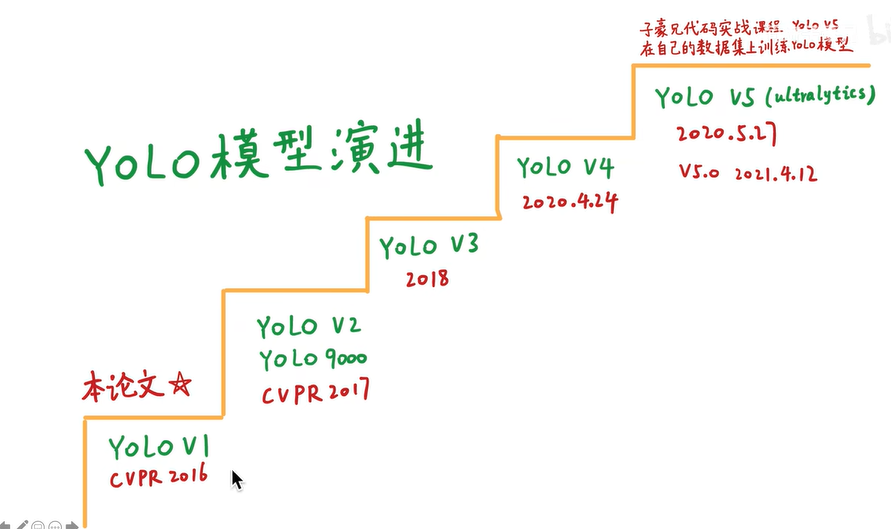 子豪兄代码实战课程 YOLO V5
在自己的数据集上训练YOLO模型
YOLO V5 (ultralytics)
2020.5.27
V5.0 2021.4.12
YOLO模型演进
YOLO V4
2020.4.24
YOLO V3
2018
YOLO V2
YOLO 9000
CVPR 2017
本论文☆
YOLO V1
CVPR 2016